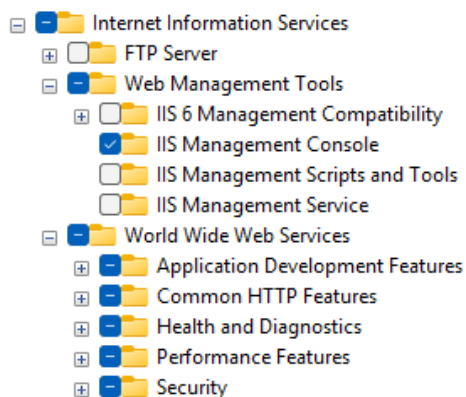 Internet Information Services
FTP Server
Web Management Tools
IIS 6 Management Compatibility
IIS Management Console
IIS Management Scripts and Tools
IIS Management Service
World Wide Web Services
Application Development Features
Common HTTP Features
Health and Diagnostics
Performance Features
Security